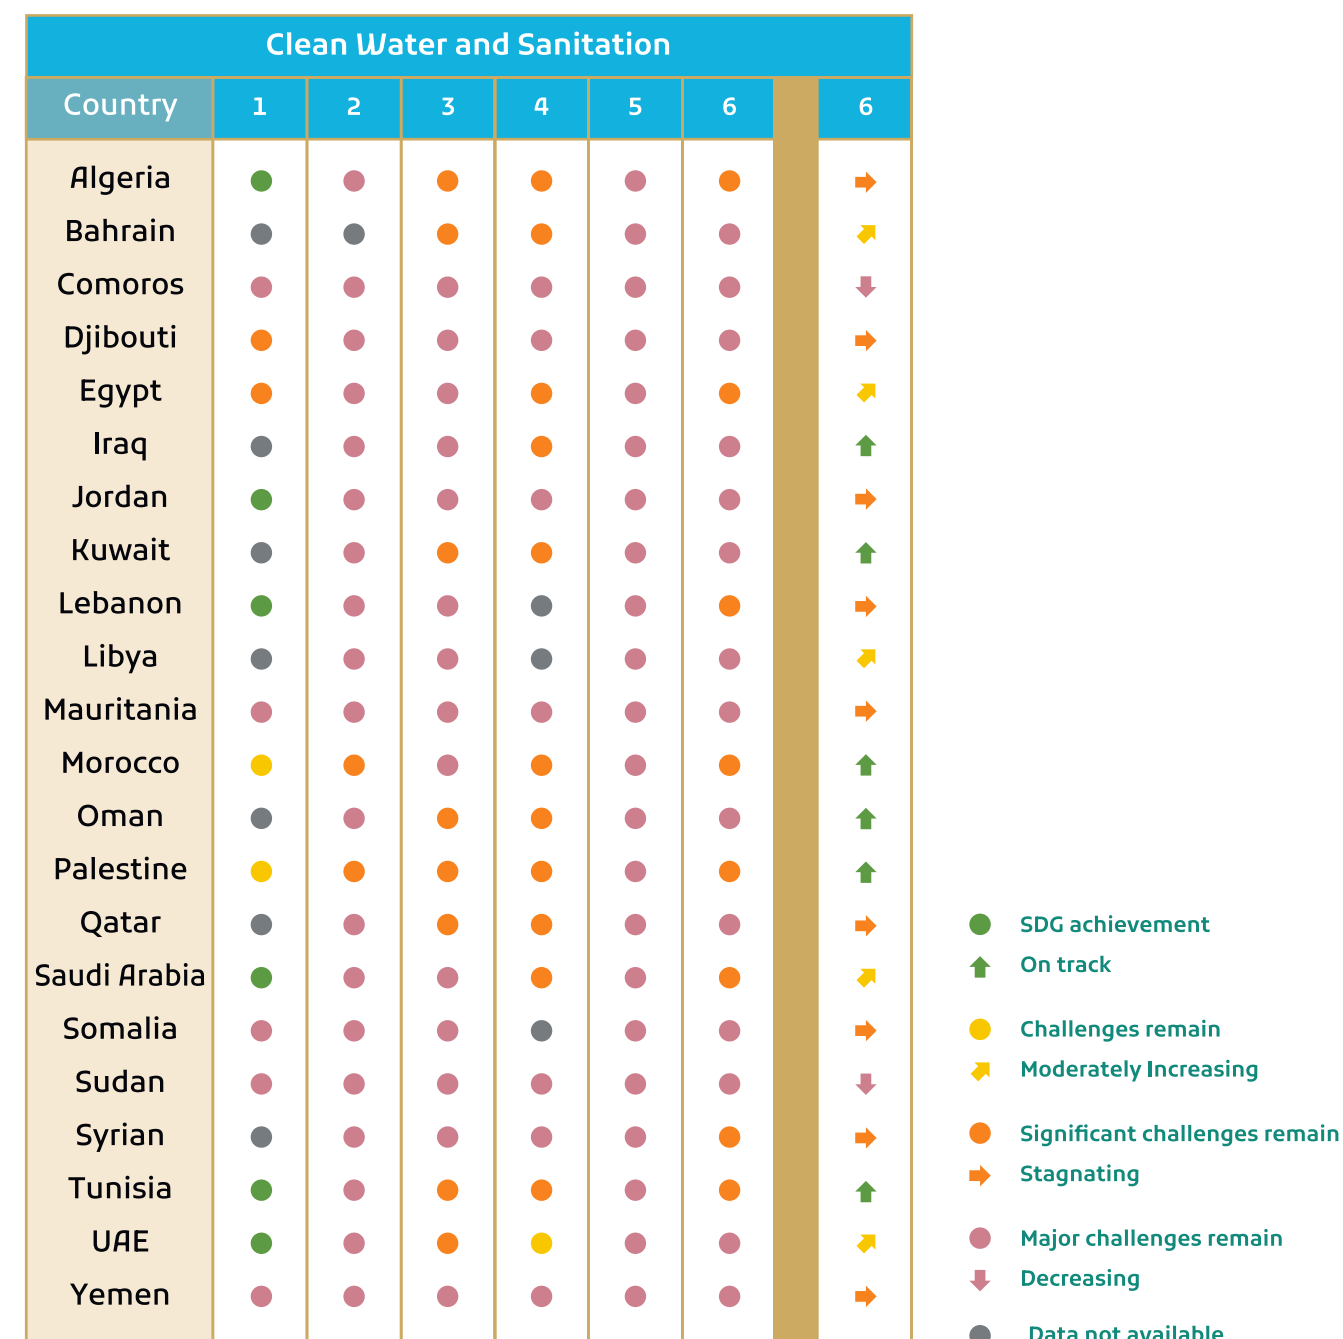 Clean Water and Sanitation
Country 1 2 3 4 5 6 6
Algeria
Bahrain
Comoros
Djibouti
Egypt
Iraq
Jordan
Kuwait
Lebanon
Libya
Mauritania
Morocco
Oman
Palestine
Qatar
Saudi Arabia
Somalia
Sudan
Syrian
Tunisia
UAE
Yemen
SDG achievement
On track
Challenges remain
Moderately Increasing
Significant challenges remain
Stagnating
Major challenges remain
Decreasing
Data not available